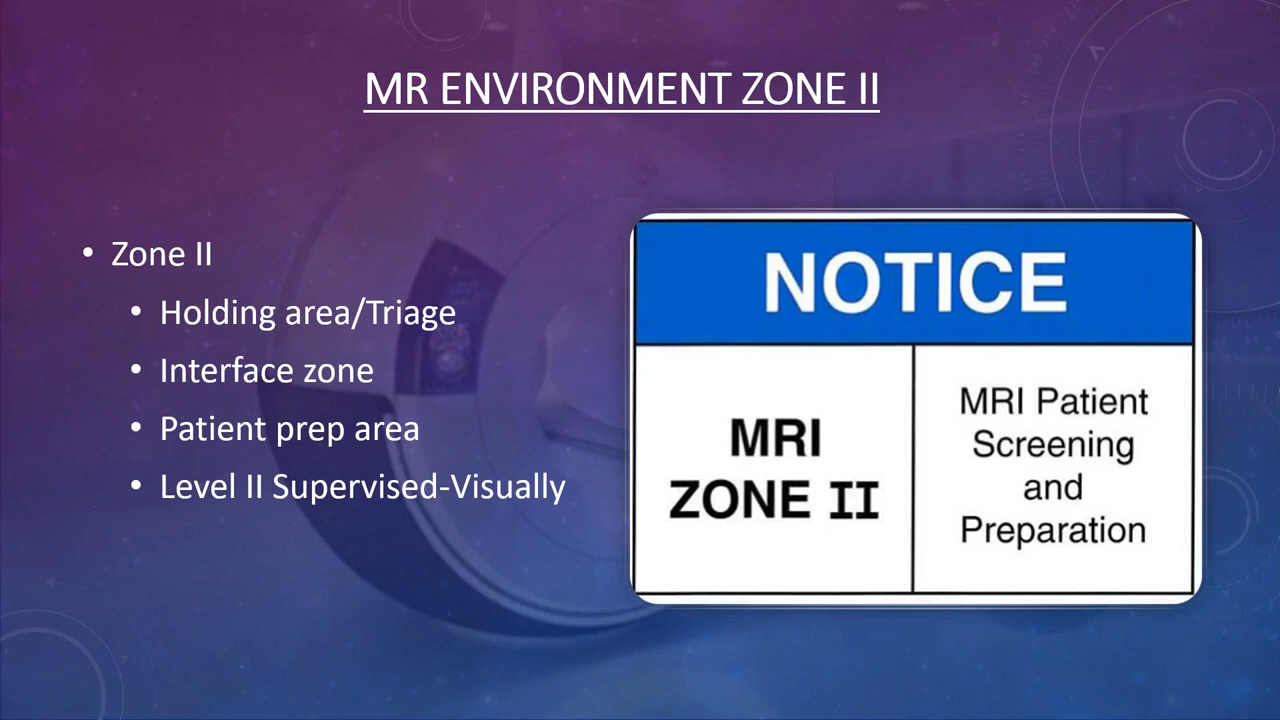 MR ENVIRONMENT ZONE II
• Zone II
• Holding area/Triage
• Interface zone
• Patient prep area
• Level II Supervised-Visually
NOTICE
MRI
ZONE II
MRI Patient
Screening
and
Preparation